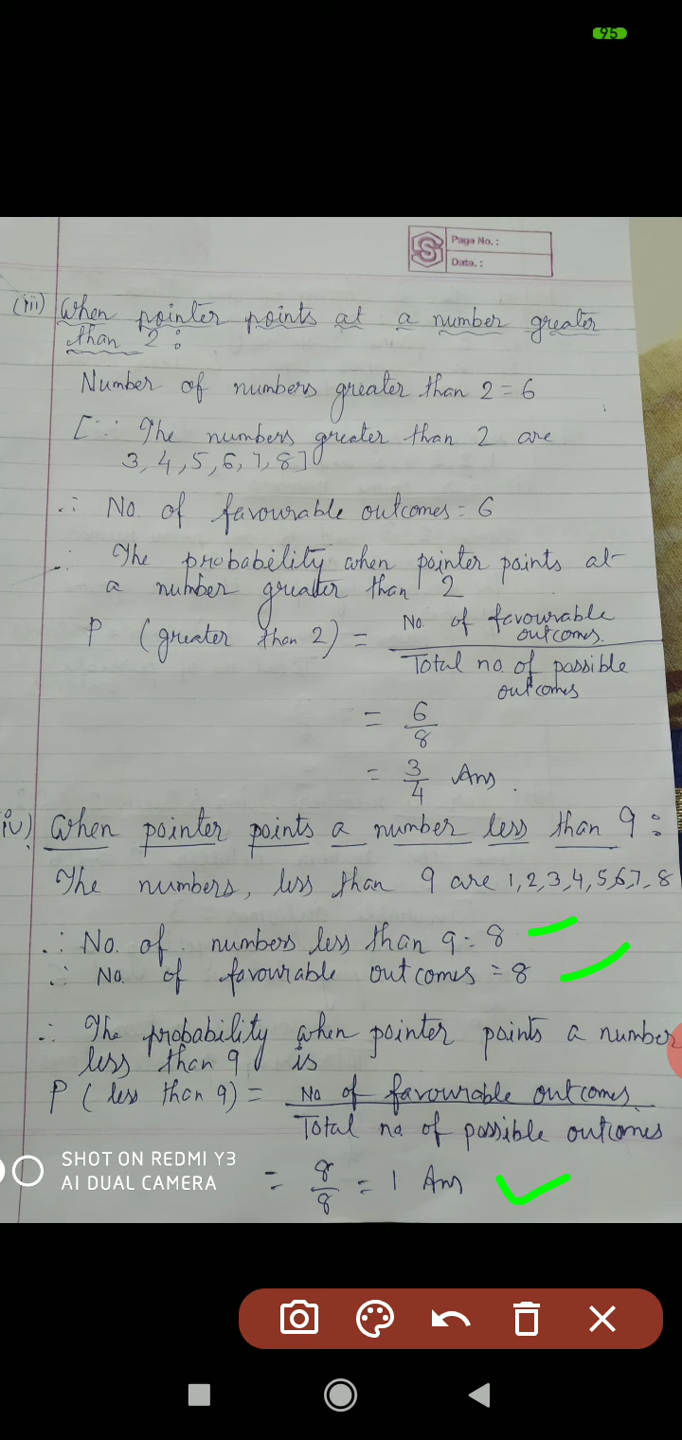 95
Page No. :
Date. :
(iii) When pointer points at a number greater
than 2 :
Number of numbers greater than 2 = 6
[∵ The numbers greater than 2 are
3, 4, 5, 6, 7, 8]
∴ No. of favourable outcomes = 6
∴ The probability when pointer points at
a number greater than 2
P (greater than 2) = No. of favourable outcomes.
Total no. of possible outcomes
= 6/8
= 3/4 Ans.
iv) When pointer points a number less than 9 :
The numbers, less than 9 are 1,2,3,4,5,6,7,8
∴ No. of numbers less than 9 = 8
∴ No. of favourable outcomes = 8
∴ The probability when pointer points a number
less than 9 is
P ( less than 9) = No of favourable outcomes.
Total no. of possible outcomes
= 8/8 = 1 Ans
SHOT ON REDMI Y3
AI DUAL CAMERA